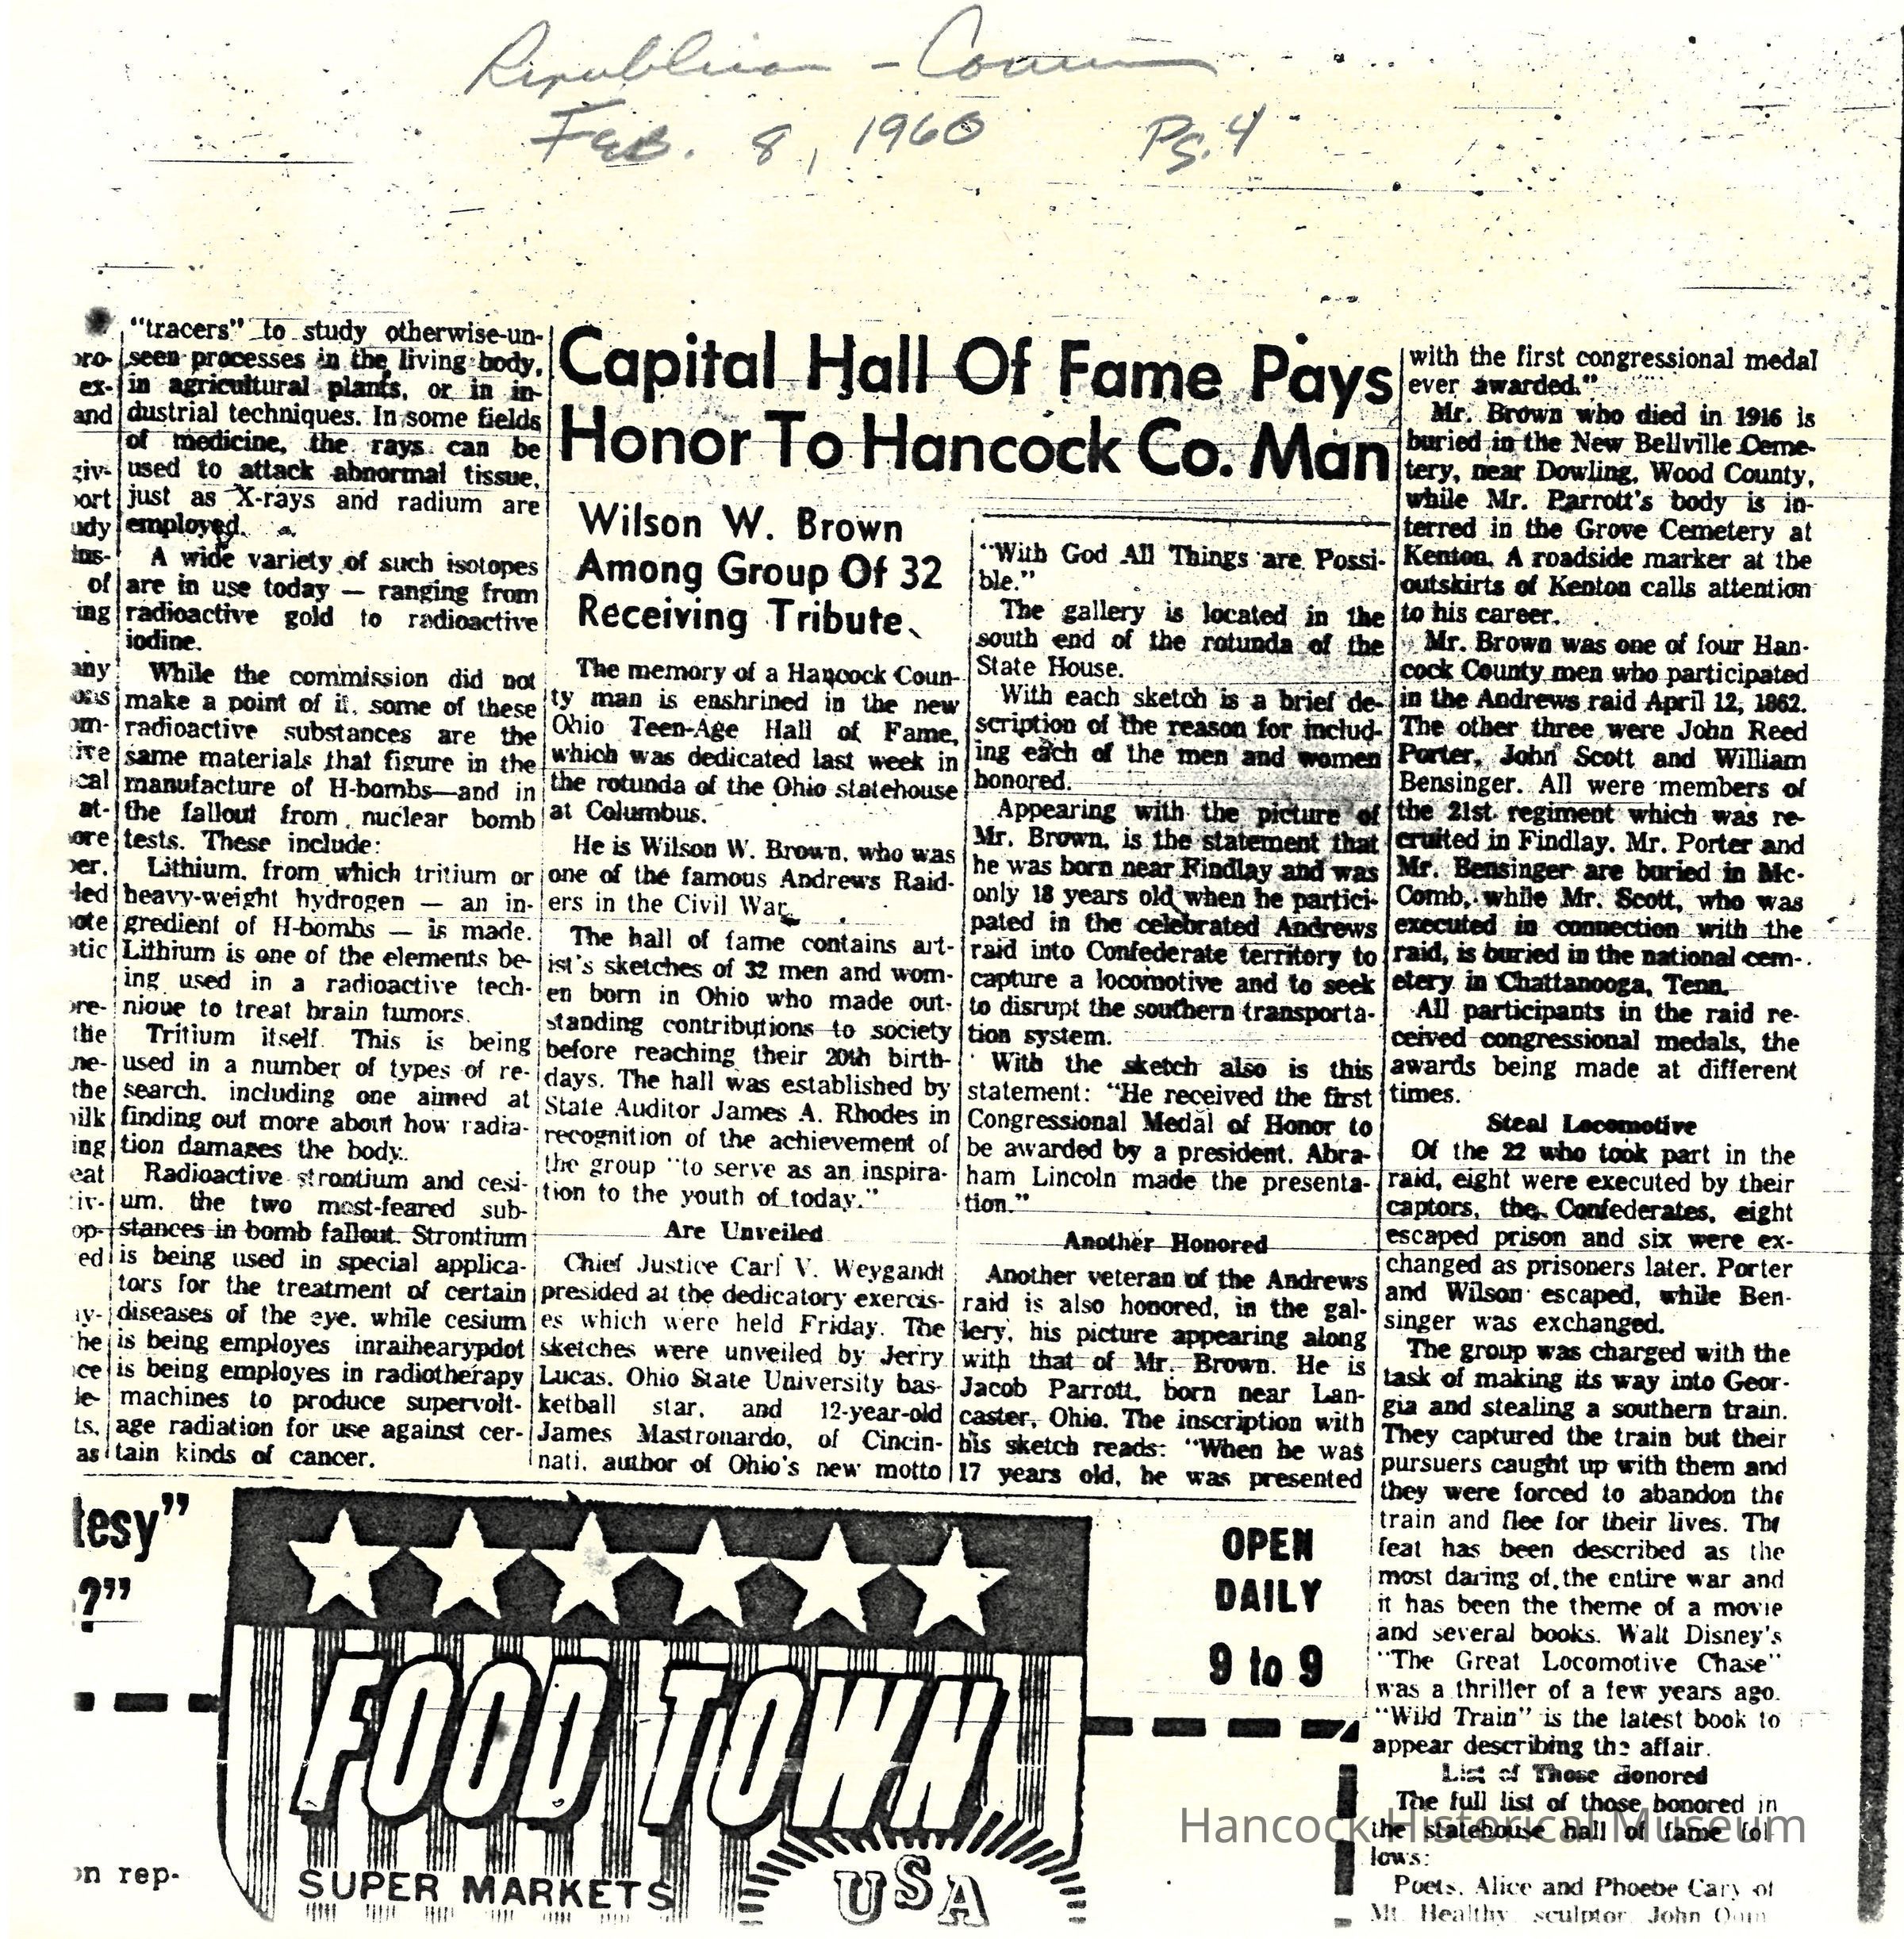 Republican - Courier
Feb. 8, 1960 Pg. 4
pro-
ex-
and
giv-
port
udy
ins-
of
ing
any
ons
om-
ive
ical
at-
ore
per,
led
note
atic
pre-
the
ne-
the
nilk
ing
eat
tiv-
op-
ed
ay-
he
ice
le-
ts,
as
"tracers" to study otherwise-un-
seen processes in the living body,
in agricultural plants, or in in-
dustrial techniques. In some fields
of medicine, the rays can be
used to attack abnormal tissue,
just as X-rays and radium are
employed.
A wide variety of such isotopes
are in use today — ranging from
radioactive gold to radioactive
iodine.
While the commission did not
make a point of it, some of these
radioactive substances are the
same materials that figure in the
manufacture of H-bombs—and in
the fallout from nuclear bomb
tests. These include:
Lithium, from which tritium or
heavy-weight hydrogen — an in-
gredient of H-bombs — is made.
Lithium is one of the elements be-
ing used in a radioactive tech-
nique to treat brain tumors.
Tritium itself. This is being
used in a number of types of re-
search, including one aimed at
finding out more about how radia-
tion damages the body.
Radioactive strontium and cesi-
um, the two most-feared sub-
stances in bomb fallout. Strontium
is being used in special applica-
tors for the treatment of certain
diseases of the eye, while cesium
is being employes inraihearypdot
is being employes in radiotherapy
machines to produce supervolt-
age radiation for use against cer-
tain kinds of cancer.
Capital Hall Of Fame Pays
Honor To Hancock Co. Man
Wilson W. Brown
Among Group Of 32
Receiving Tribute
The memory of a Hancock Coun-
ty man is enshrined in the new
Ohio Teen-Age Hall of Fame,
which was dedicated last week in
the rotunda of the Ohio statehouse
at Columbus.
He is Wilson W. Brown, who was
one of the famous Andrews Raid-
ers in the Civil War.
The hall of fame contains art-
ist's sketches of 32 men and wom-
en born in Ohio who made out-
standing contributions to society
before reaching their 20th birth-
days. The hall was established by
State Auditor James A. Rhodes in
recognition of the achievement of
the group "to serve as an inspira-
tion to the youth of today."
Are Unveiled
Chief Justice Carl V. Weygandt
presided at the dedicatory exercis-
es which were held Friday. The
sketches were unveiled by Jerry
Lucas, Ohio State University bas-
ketball star, and 12-year-old
James Mastronardo, of Cincin-
nati, author of Ohio's new motto
"With God All Things are Possi-
ble."
The gallery is located in the
south end of the rotunda of the
State House.
With each sketch is a brief de-
scription of the reason for includ-
ing each of the men and women
honored.
Appearing with the picture of
Mr. Brown, is the statement that
he was born near Findlay and was
only 18 years old when he partici-
pated in the celebrated Andrews
raid into Confederate territory to
capture a locomotive and to seek
to disrupt the southern transporta-
tion system.
With the sketch also is this
statement: "He received the first
Congressional Medal of Honor to
be awarded by a president. Abra-
ham Lincoln made the presenta-
tion."
Another Honored
Another veteran of the Andrews
raid is also honored, in the gal-
lery, his picture appearing along
with that of Mr. Brown. He is
Jacob Parrott, born near Lan-
caster, Ohio. The inscription with
his sketch reads: "When he was
17 years old, he was presented
with the first congressional medal
ever awarded."
Mr. Brown who died in 1916 is
buried in the New Bellville Ceme-
tery, near Dowling, Wood County,
while Mr. Parrott's body is in-
terred in the Grove Cemetery at
Kenton. A roadside marker at the
outskirts of Kenton calls attention
to his career.
Mr. Brown was one of four Han-
cock County men who participated
in the Andrews raid April 12, 1862.
The other three were John Reed
Porter, John Scott and William
Bensinger. All were members of
the 21st regiment which was re-
cruited in Findlay. Mr. Porter and
Mr. Bensinger are buried in Mc-
Comb, while Mr. Scott, who was
executed in connection with the
raid, is buried in the national cem-
etery in Chattanooga, Tenn.
All participants in the raid re-
ceived congressional medals, the
awards being made at different
times.
Steal Locomotive
Of the 22 who took part in the
raid, eight were executed by their
captors, the Confederates, eight
escaped prison and six were ex-
changed as prisoners later. Porter
and Wilson escaped, while Ben-
singer was exchanged.
The group was charged with the
task of making its way into Geor-
gia and stealing a southern train.
They captured the train but their
pursuers caught up with them and
they were forced to abandon the
train and flee for their lives. The
feat has been described as the
most daring of the entire war and
it has been the theme of a movie
and several books. Walt Disney's
"The Great Locomotive Chase"
was a thriller of a few years ago.
"Wild Train" is the latest book to
appear describing the affair.
List of Those Honored
The full list of those honored in
the statehouse hall of fame fol-
lows:
Poets, Alice and Phoebe Cary of
Mt. Healthy, sculptor, John Quin
tesy"
?"
on rep-
FOOD TOWN
SUPER MARKETS
USA
OPEN
DAILY
9 to 9
Hancock Historical Museum